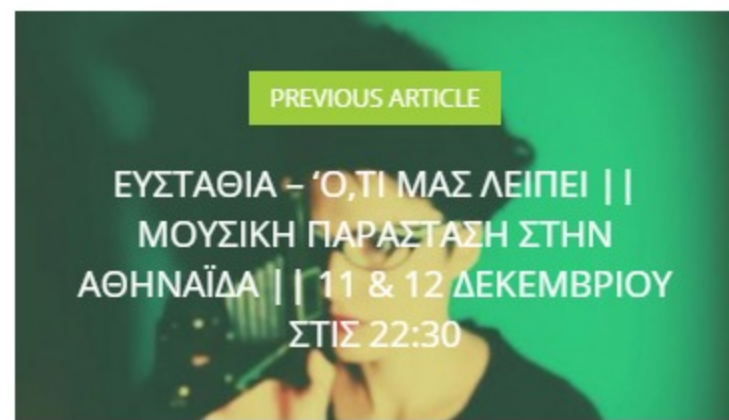 PREVIOUS ARTICLE
ΕΥΣΤΑΘΙΑ – ‘Ο,ΤΙ ΜΑΣ ΛΕΙΠΕΙ ||
ΜΟΥΣΙΚΗ ΠΑΡΑΣΤΑΣΗ ΣΤΗΝ
ΑΘΗΝΑΪΔΑ || 11 & 12 ΔΕΚΕΜΒΡΙΟΥ
ΣΤΙΣ 22:30